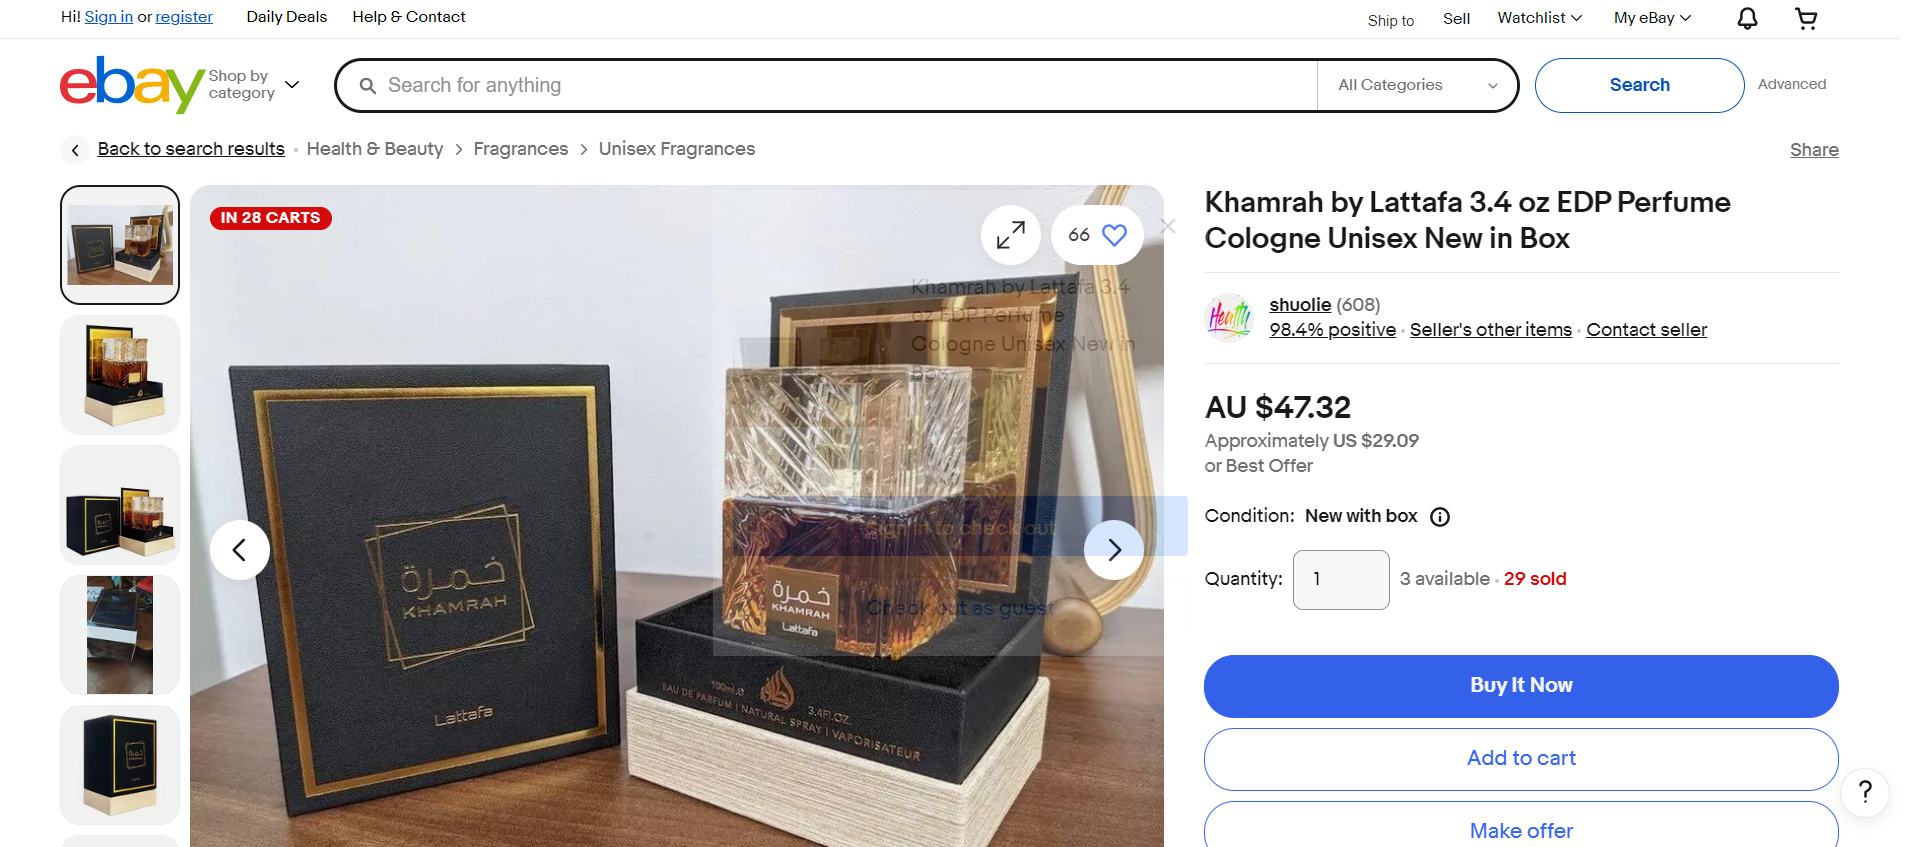 Hi! Sign in or register
Daily Deals
Help & Contact
Ship to
Sell
Watchlist
My eBay
ebay
Shop by
category
Search for anything
All Categories
Search
Advanced
Back to search results
Health & Beauty
Fragrances
Unisex Fragrances
Share
IN 28 CARTS
66
Khamrah by Lattafa 3.4
oz EDP Perfume
Cologne Unisex New in
Box
Sign in to check out
Check out as guest
خمرة
KHAMRAH
Lattafa
خمرة
KHAMRAH
Lattafa
100ml.e 3.4FL.OZ.
EAU DE PARFUM | NATURAL SPRAY | VAPORISATEUR
Khamrah by Lattafa 3.4 oz EDP Perfume
Cologne Unisex New in Box
Health
shuolie (608)
98.4% positive
Seller's other items
Contact seller
AU $47.32
Approximately US $29.09
or Best Offer
Condition: New with box
Quantity: 1 3 available
29 sold
Buy It Now
Add to cart
Make offer
?